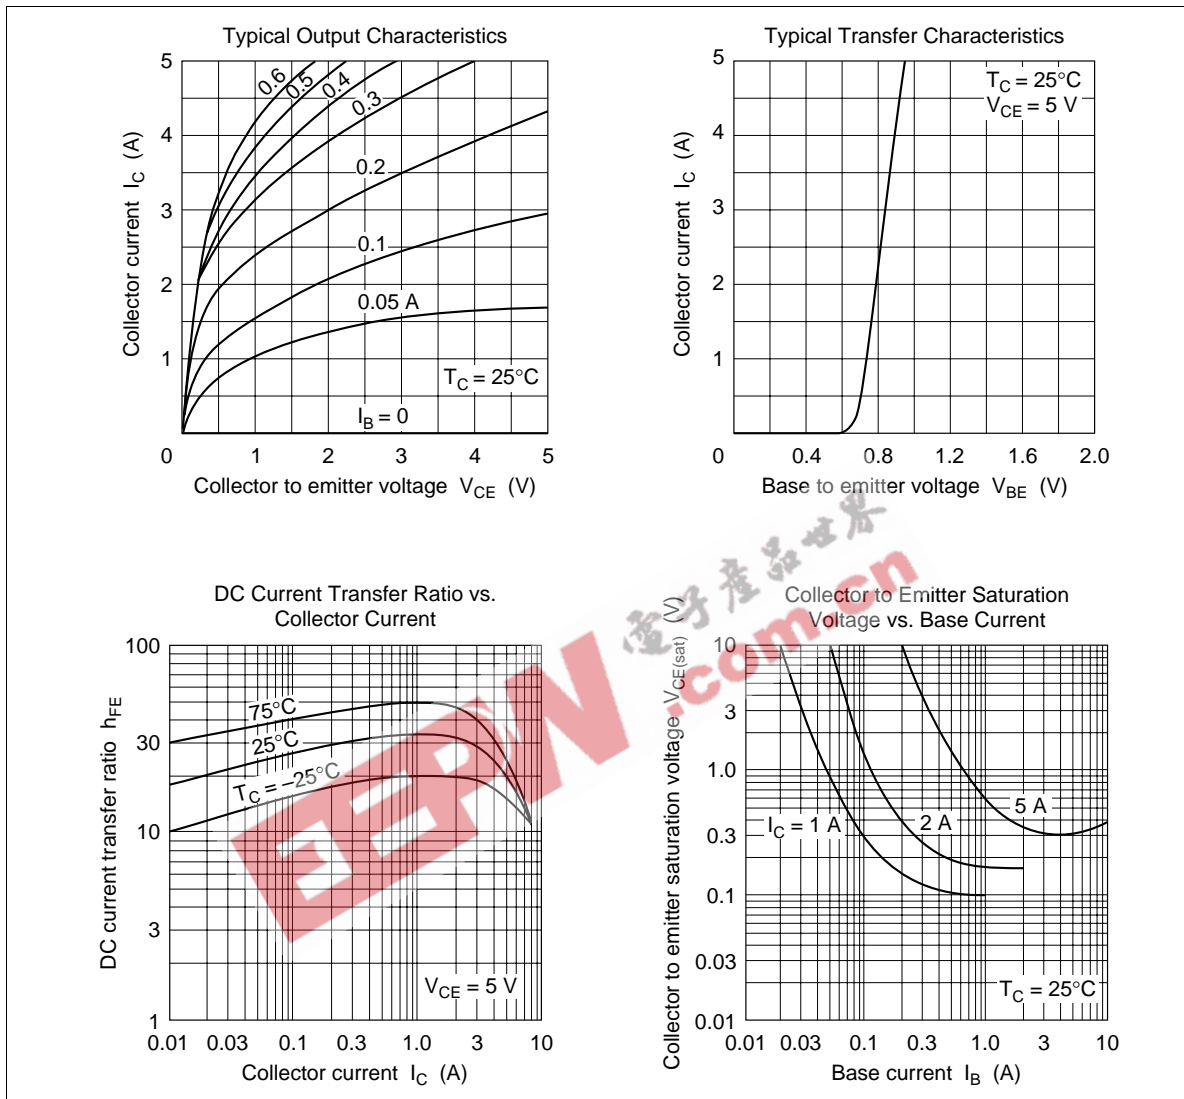 Typical Output Characteristics
5
4
3
2
1
0
1
2
3
4
5
0.6
0.5
0.4
0.3
0.2
0.1
0.05 A
T_C = 25°C
I_B = 0
Collector current I_C (A)
Collector to emitter voltage V_CE (V)
Typical Transfer Characteristics
5
4
3
2
1
0
0.4
0.8
1.2
1.6
2.0
T_C = 25°C
V_CE = 5 V
Collector current I_C (A)
Base to emitter voltage V_BE (V)
DC Current Transfer Ratio vs.
Collector Current
100
30
10
3
1
0.01
0.03
0.1
0.3
1.0
3
10
75°C
25°C
T_C = –25°C
V_CE = 5 V
DC current transfer ratio h_FE
Collector current I_C (A)
Collector to Emitter Saturation
Voltage vs. Base Current
10
3
1.0
0.3
0.1
0.03
0.01
0.01
0.03
0.1
0.3
1.0
3
10
I_C = 1 A
2 A
5 A
T_C = 25°C
Collector to emitter saturation voltage V_CE(sat) (V)
Base current I_B (A)
EEPW
.com.cn
電子產品世界